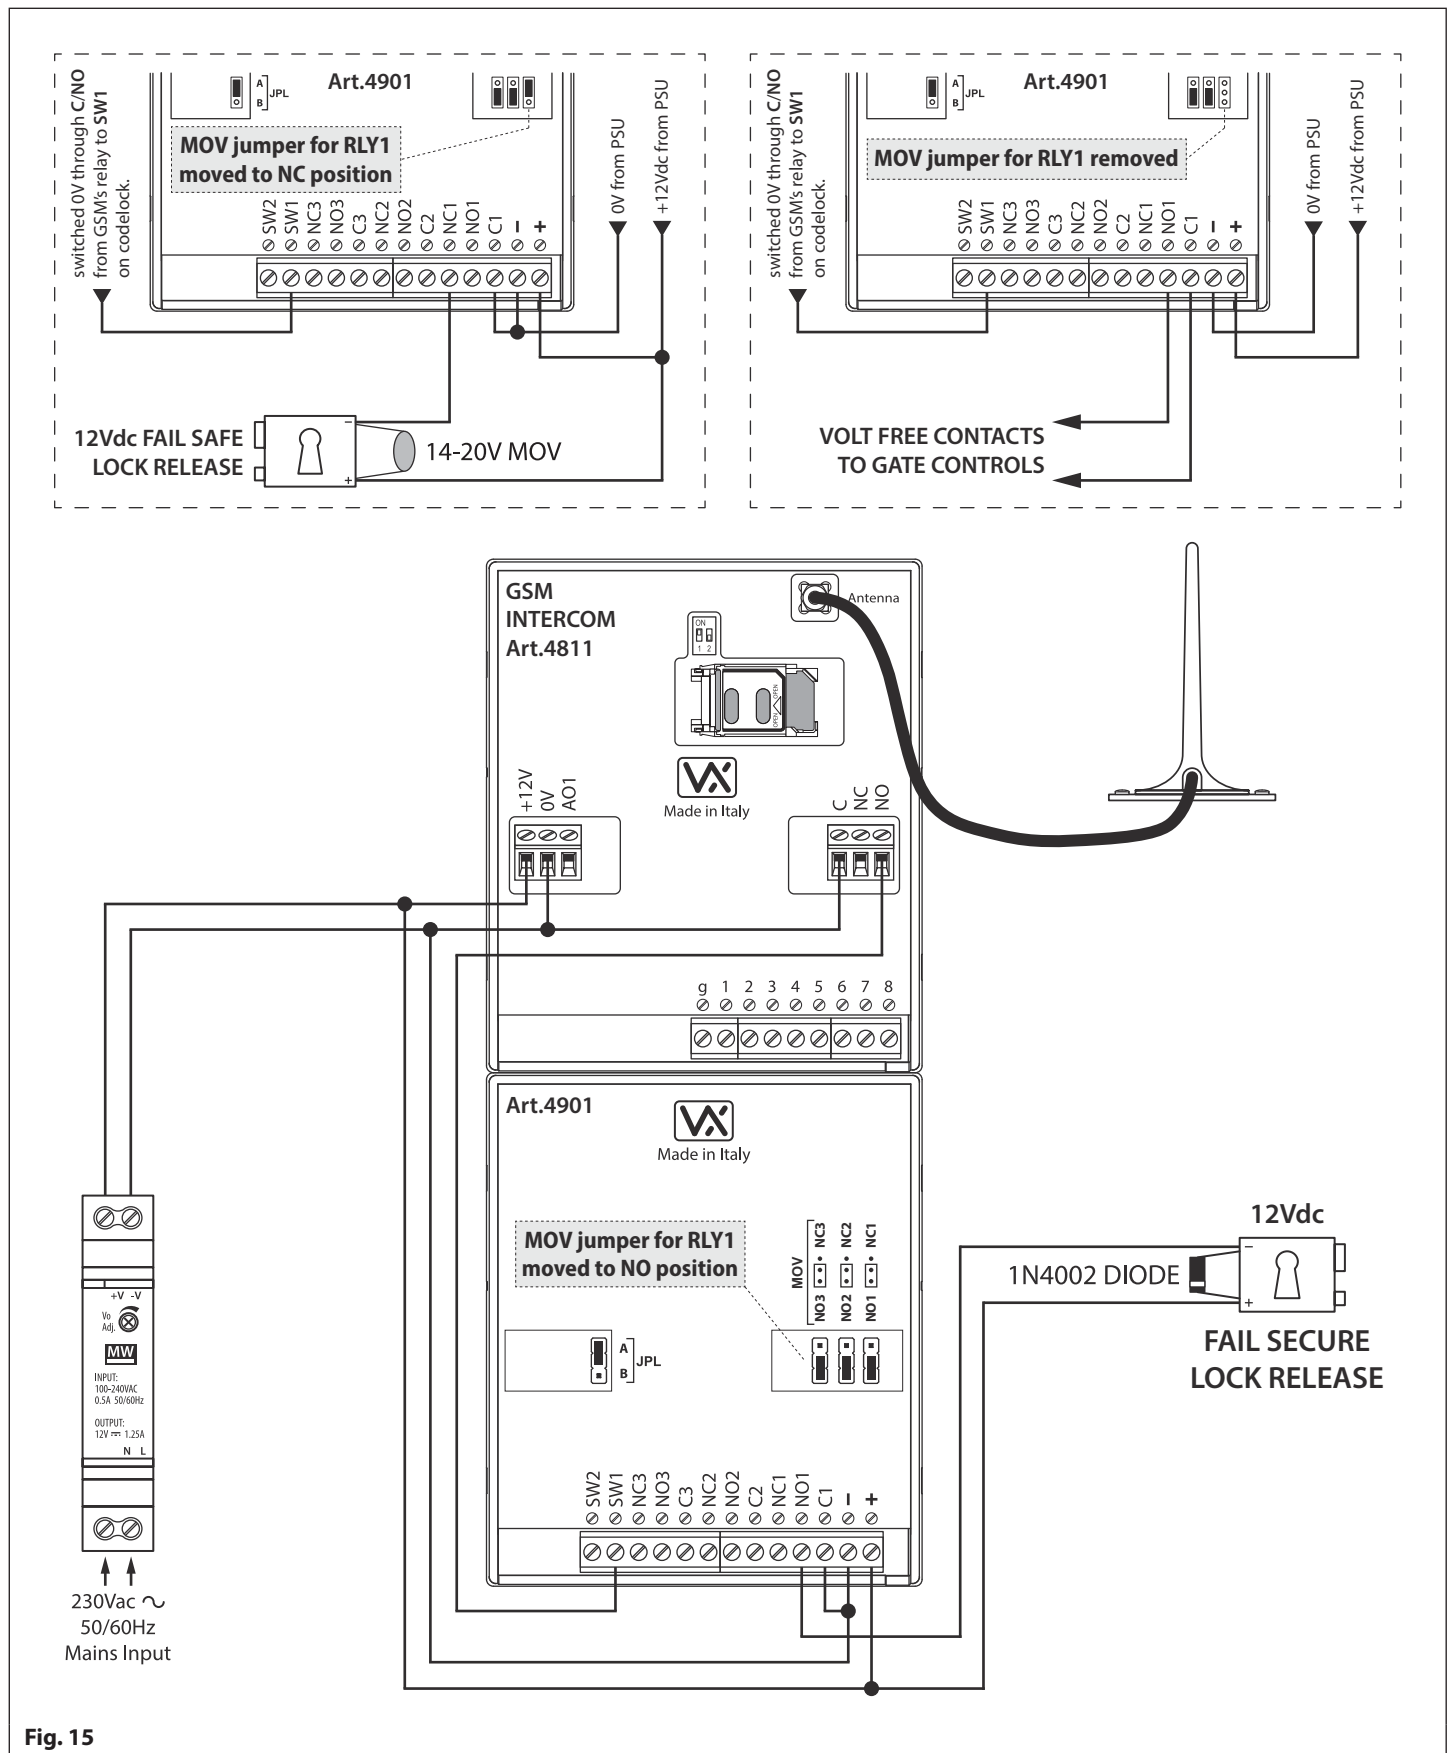 switched 0V through C/NO
from GSM's relay to SW1
on codelock.
A
B
JPL
Art.4901
MOV jumper for RLY1
moved to NC position
0V from PSU
+12Vdc from PSU
SW2
SW1
NC3
NO3
C3
NC2
NO2
C2
NC1
NO1
C1
−
+
12Vdc FAIL SAFE
LOCK RELEASE
−
+
14-20V MOV
switched 0V through C/NO
from GSM's relay to SW1
on codelock.
A
B
JPL
Art.4901
MOV jumper for RLY1 removed
0V from PSU
+12Vdc from PSU
SW2
SW1
NC3
NO3
C3
NC2
NO2
C2
NC1
NO1
C1
−
+
VOLT FREE CONTACTS
TO GATE CONTROLS
GSM
INTERCOM
Art.4811
ON
1 2
OPEN
OPEN
Antenna
VX
Made in Italy
+12V
0V
AO1
C
NC
NO
g 1 2 3 4 5 6 7 8
Art.4901
VX
Made in Italy
MOV jumper for RLY1
moved to NO position
MOV
NC3
NC2
NC1
NO3
NO2
NO1
A
B
JPL
SW2
SW1
NC3
NO3
C3
NC2
NO2
C2
NC1
NO1
C1
−
+
+V -V
Vo
Adj.
MW
INPUT:
100-240VAC
0.5A 50/60Hz
OUTPUT:
12V ⎓ 1.25A
N L
230Vac ∿
50/60Hz
Mains Input
12Vdc
1N4002 DIODE
−
+
FAIL SECURE
LOCK RELEASE
Fig. 15